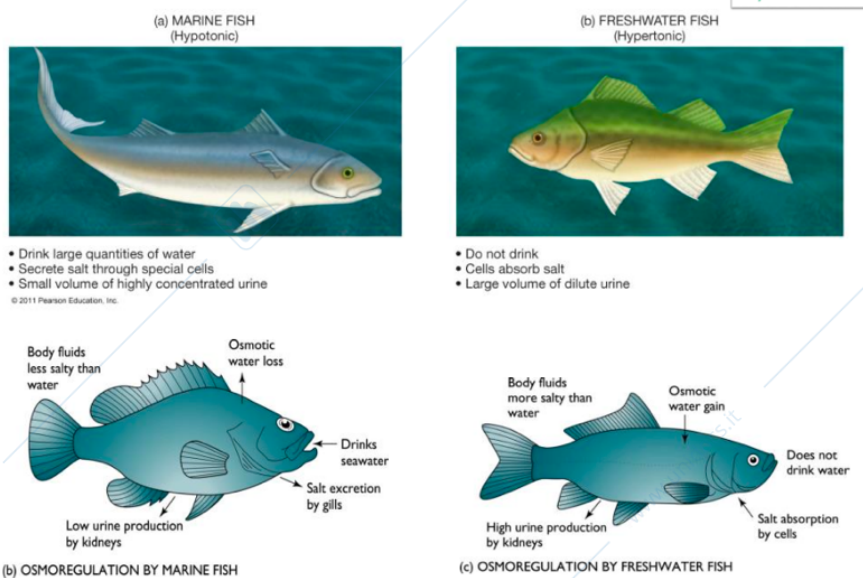 (a) MARINE FISH
(Hypotonic)
• Drink large quantities of water
• Secrete salt through special cells
• Small volume of highly concentrated urine
© 2011 Pearson Education, Inc.
(b) FRESHWATER FISH
(Hypertonic)
• Do not drink
• Cells absorb salt
• Large volume of dilute urine
Body fluids
less salty than
water
Osmotic
water loss
Drinks
seawater
Salt excretion
by gills
Low urine production
by kidneys
(b) OSMOREGULATION BY MARINE FISH
Body fluids
more salty than
water
Osmotic
water gain
Does not
drink water
Salt absorption
by cells
High urine production
by kidneys
(c) OSMOREGULATION BY FRESHWATER FISH